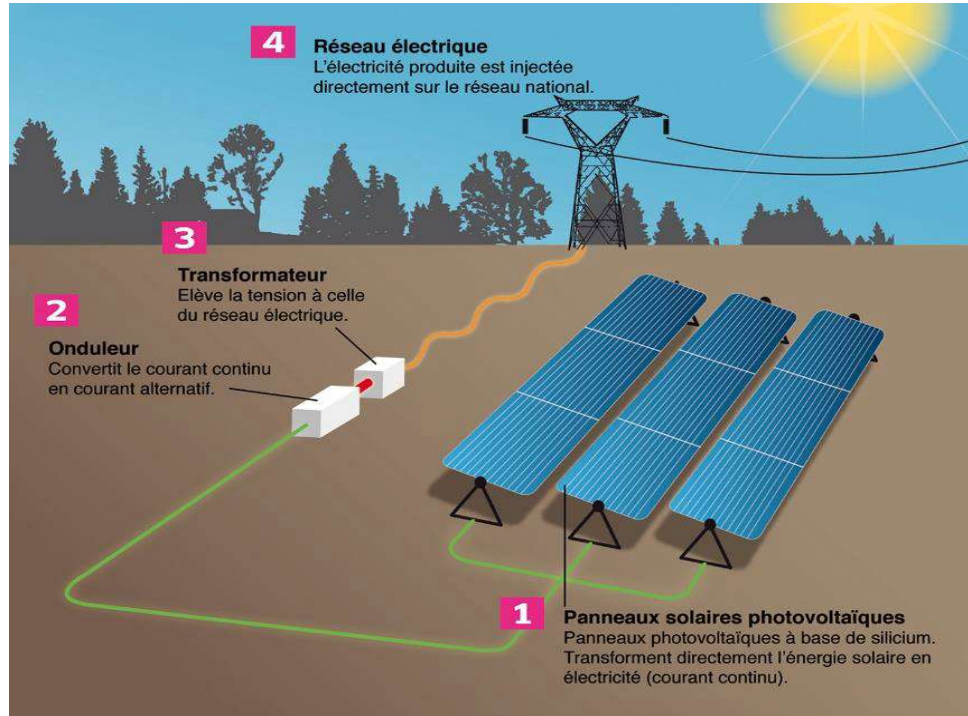 4
Réseau électrique
L'électricité produite est injectée
directement sur le réseau national.
3
Transformateur
Elève la tension à celle
du réseau électrique.
2
Onduleur
Convertit le courant continu
en courant alternatif.
1
Panneaux solaires photovoltaïques
Panneaux photovoltaïques à base de silicium.
Transforment directement l'énergie solaire en
électricité (courant continu).